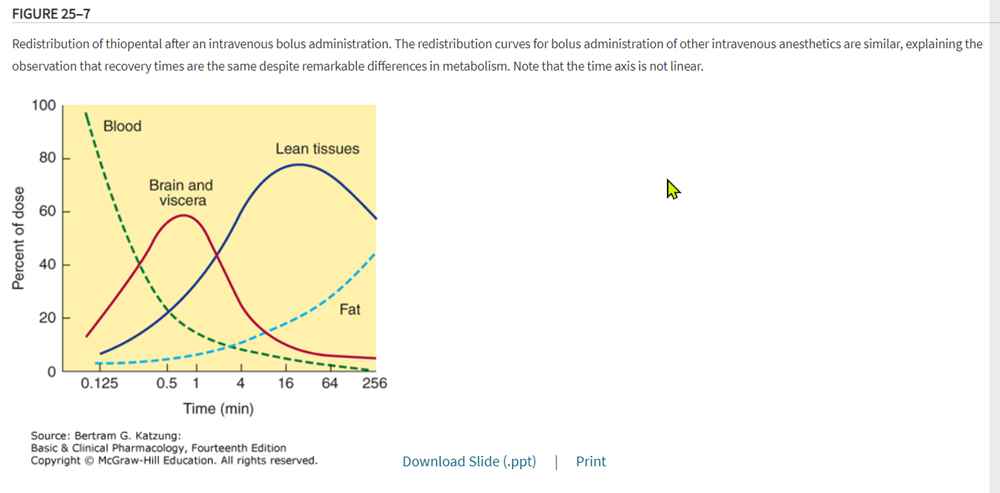 FIGURE 25–7
Redistribution of thiopental after an intravenous bolus administration. The redistribution curves for bolus administration of other intravenous anesthetics are similar, explaining the
observation that recovery times are the same despite remarkable differences in metabolism. Note that the time axis is not linear.
100
80
60
40
20
0
Percent of dose
Blood
Brain and
viscera
Lean tissues
Fat
0.125 0.5 1 4 16 64 256
Time (min)
Source: Bertram G. Katzung:
Basic & Clinical Pharmacology, Fourteenth Edition
Copyright © McGraw-Hill Education. All rights reserved.
Download Slide (.ppt) | Print